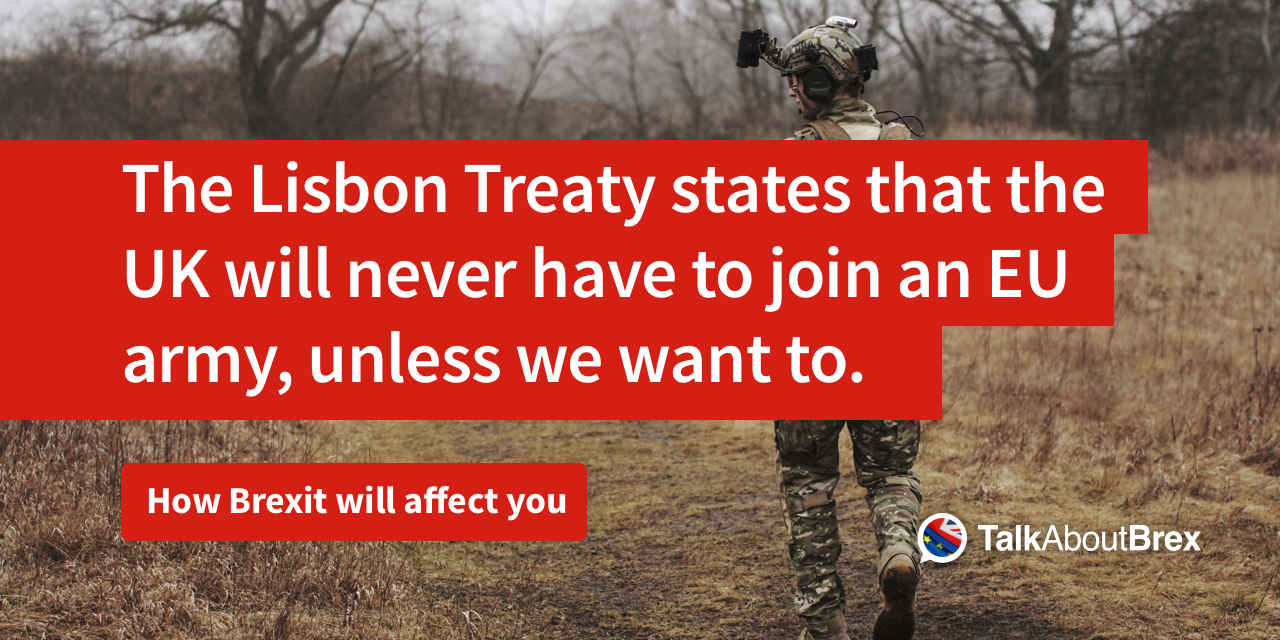 The Lisbon Treaty states that the
UK will never have to join an EU
army, unless we want to.
How Brexit will affect you
TalkAboutBrex